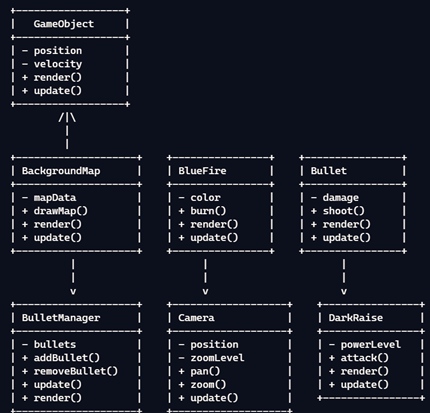 +------------------+
|   GameObject     |
+------------------+
| - position       |
| - velocity       |
| + render()       |
| + update()       |
+------------------+
        /|\
         |
         |
+--------------------+   +----------------+   +----------------+
| BackgroundMap      |   | BlueFire       |   | Bullet         |
+--------------------+   +----------------+   +----------------+
| - mapData          |   | - color        |   | - damage       |
| + drawMap()        |   | + burn()       |   | + shoot()      |
| + render()         |   | + render()     |   | + render()     |
| + update()         |   | + update()     |   | + update()     |
+--------------------+   +----------------+   +----------------+
          |                     |                      |
          |                     |                      |
          v                     v                      v
+--------------------+    +------------------+    +----------------+
| BulletManager      |    | Camera           |    | DarkRaise      |
+--------------------+    +------------------+    +----------------+
| - bullets          |    | - position       |    | - powerLevel   |
| + addBullet()      |    | - zoomLevel      |    | + attack()     |
| + removeBullet()   |    | + pan()          |    | + render()     |
| + update()         |    | + zoom()         |    | + update()     |
| + render()         |    | + update()       |    +----------------+
+--------------------+    +------------------+